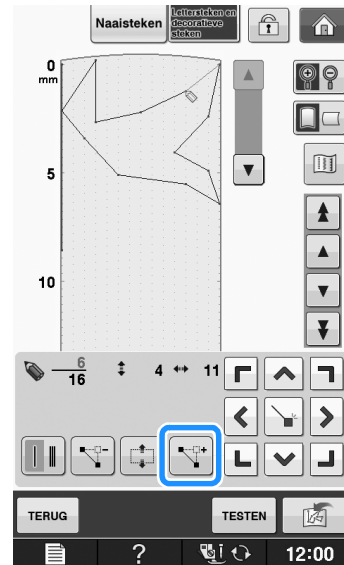 Naaisteken
Lettersteken en
decoratieve
steken
0
mm
5
10
6
16
4
11
TERUG
TESTEN
?
12:00